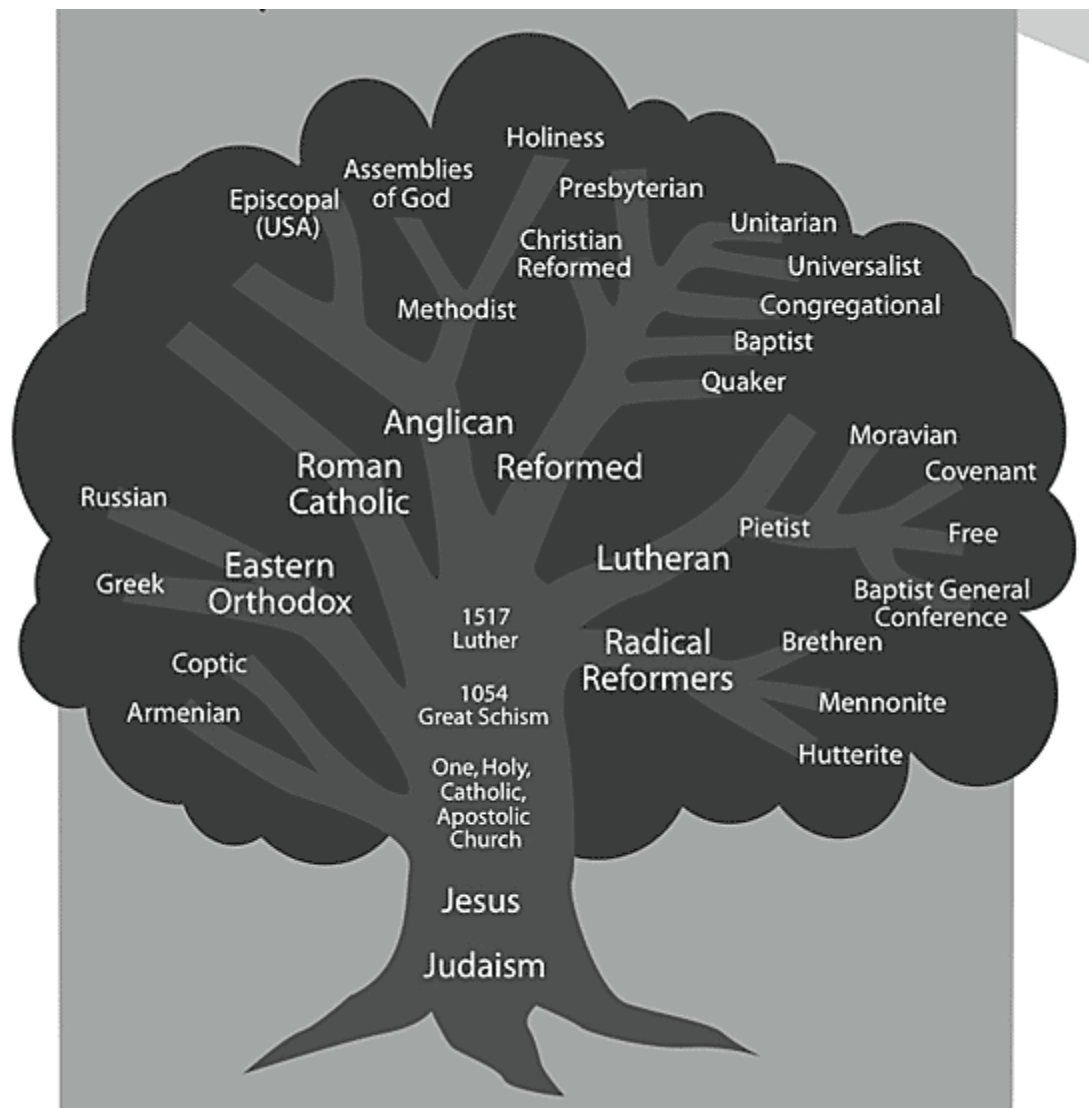 Holiness
Assemblies
of God
Presbyterian
Episcopal
(USA)
Unitarian
Christian
Reformed
Universalist
Methodist
Congregational
Baptist
Quaker
Anglican
Moravian
Roman
Catholic
Reformed
Covenant
Russian
Pietist
Free
Eastern
Orthodox
Lutheran
Greek
Baptist General
Conference
1517
Luther
Radical
Reformers
Brethren
Coptic
Armenian
1054
Great Schism
Mennonite
Hutterite
One, Holy,
Catholic,
Apostolic
Church
Jesus
Judaism